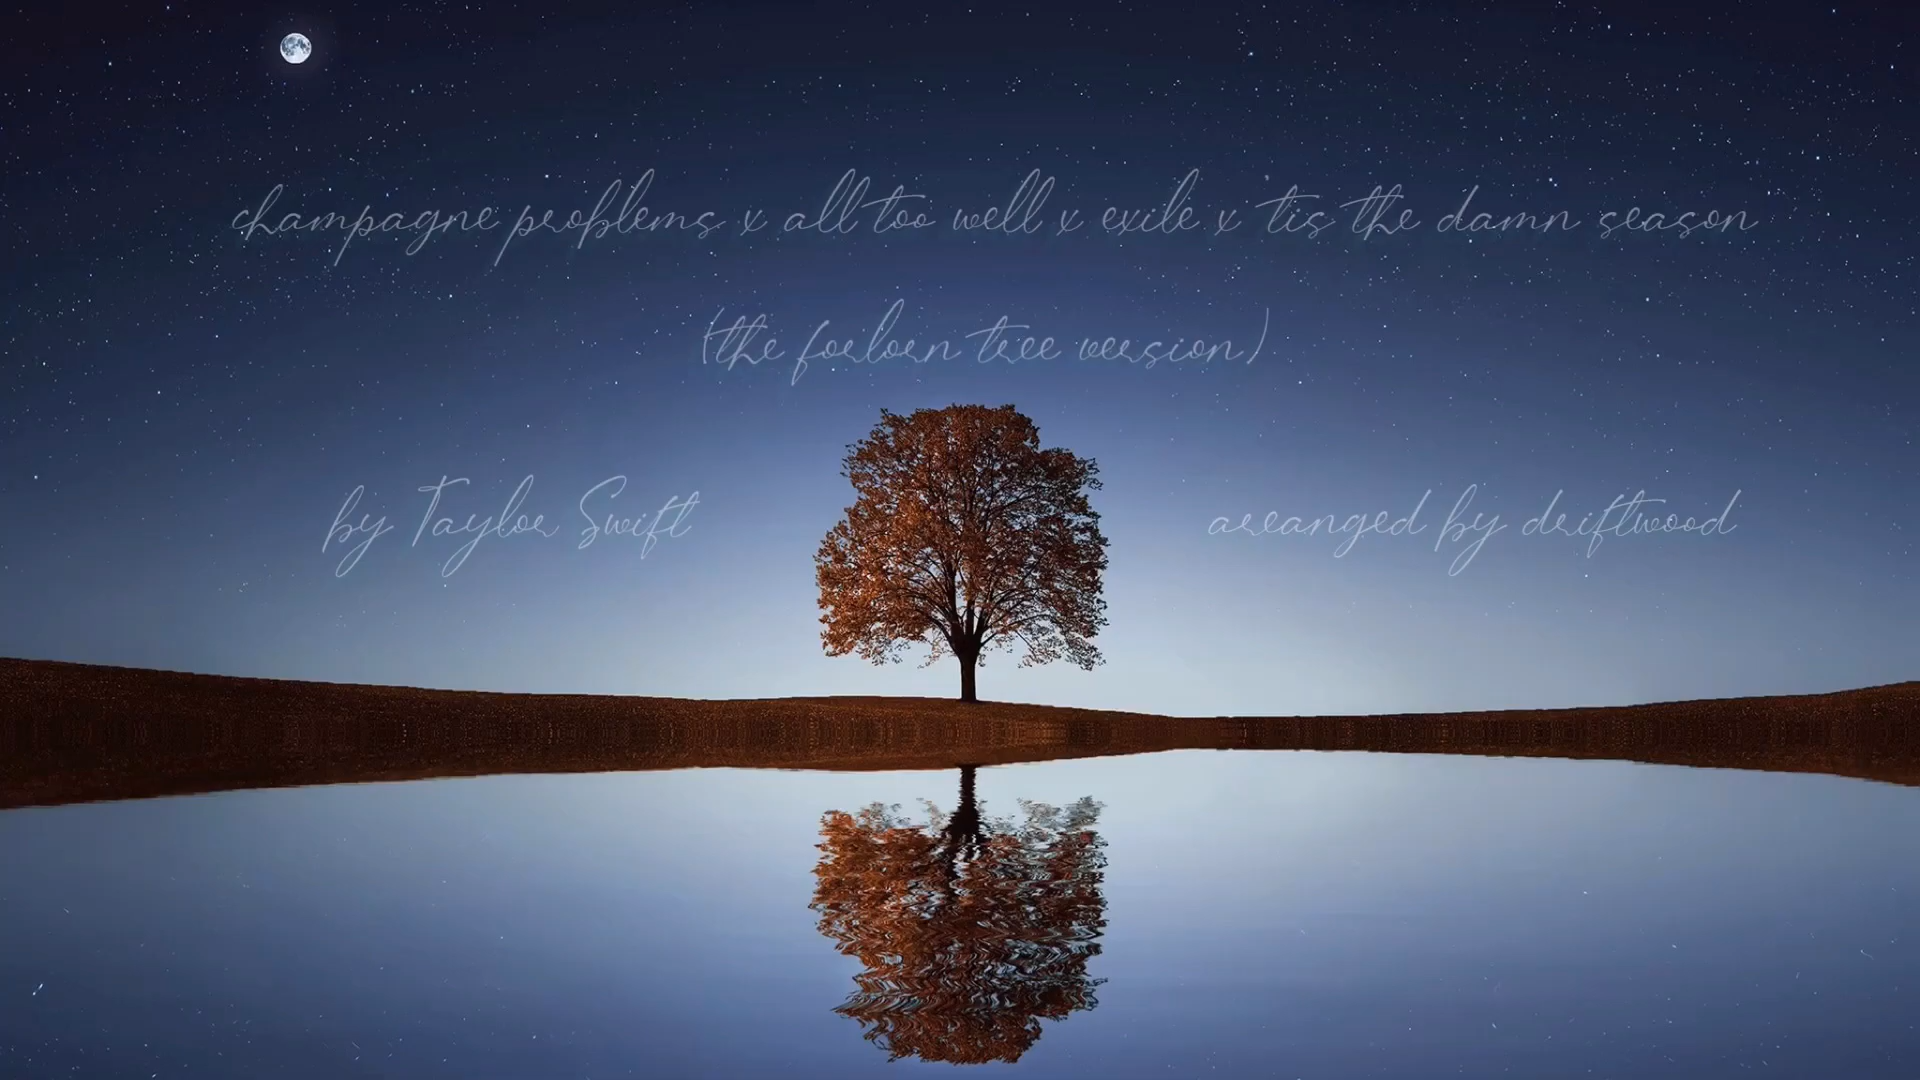 champagne problems x all too well x exile x 'tis the damn season
(the forlorn tree version)
by Taylor Swift
arranged by driftwood